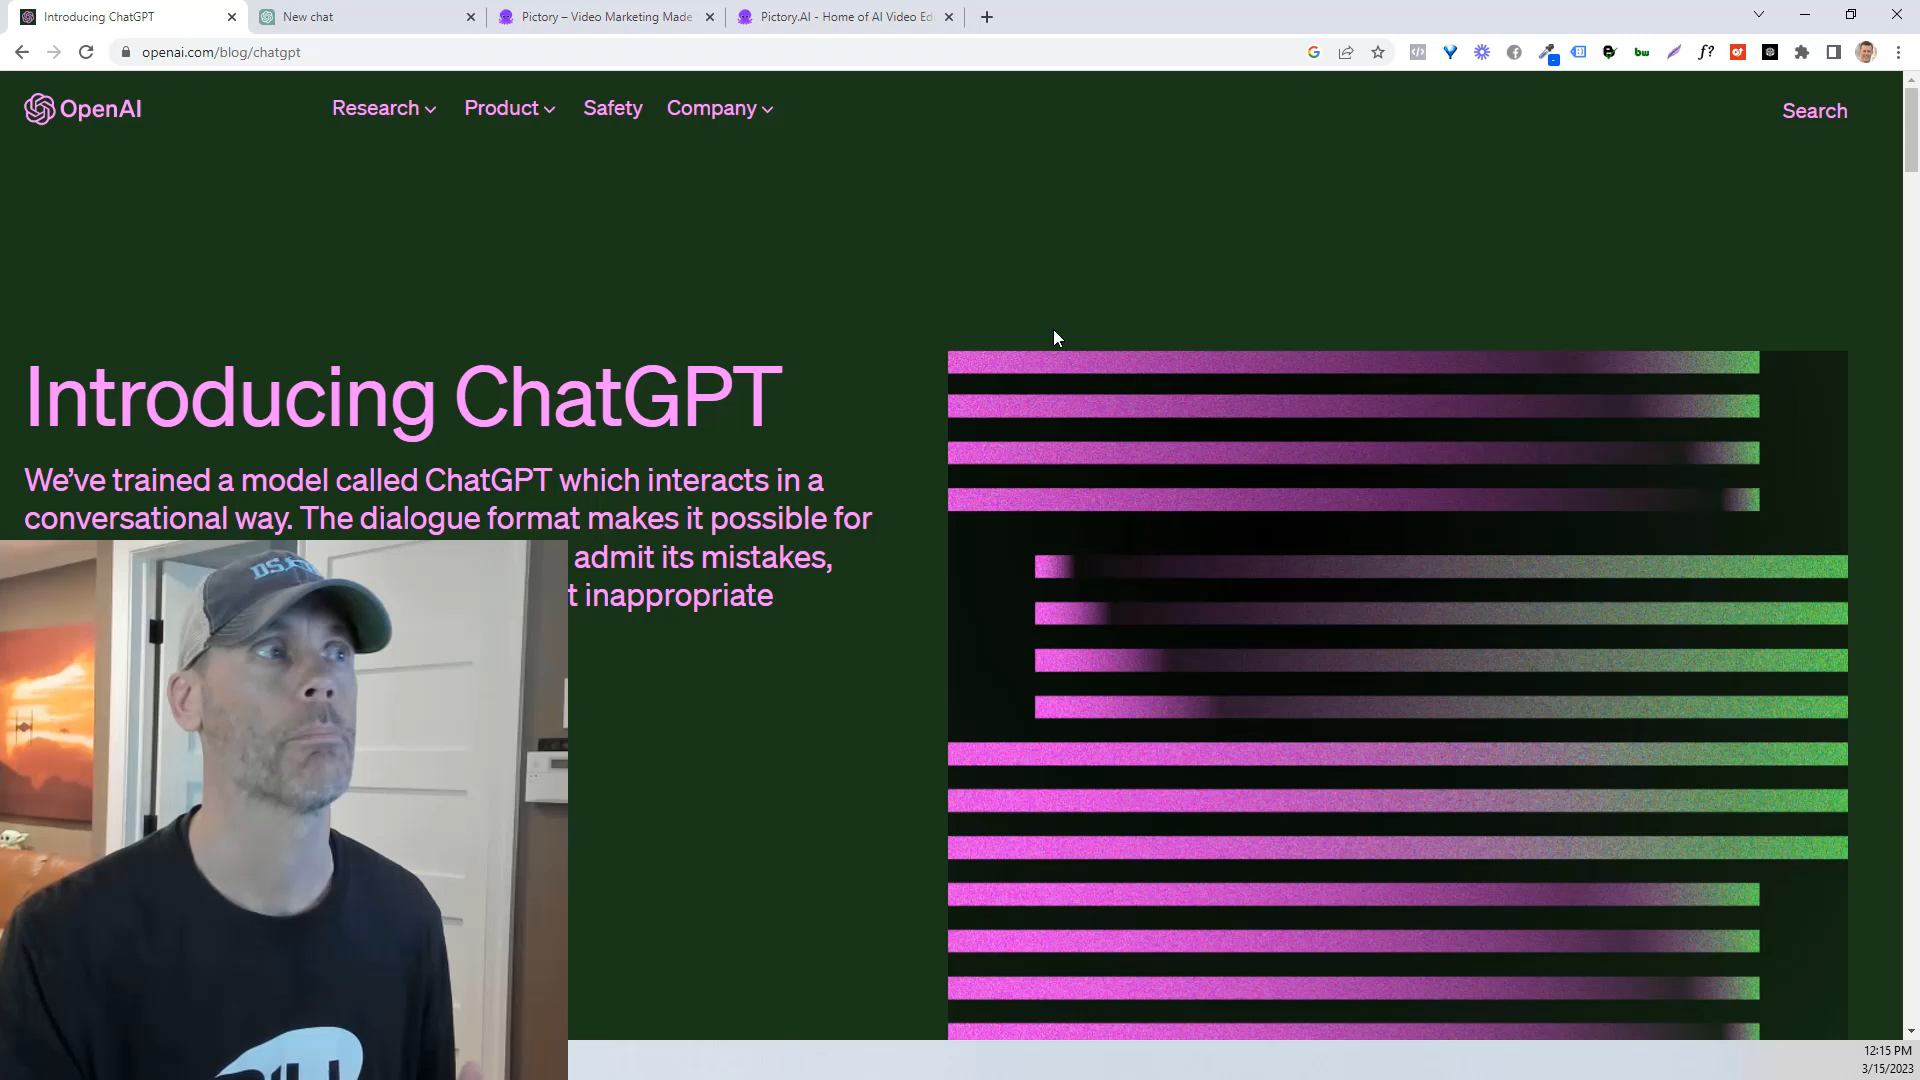 Introducing ChatGPT
New chat
Pictory – Video Marketing Made
Pictory.AI - Home of AI Video Edi
openai.com/blog/chatgpt
OpenAI
Research
Product
Safety
Company
Search
Introducing ChatGPT
We’ve trained a model called ChatGPT which interacts in a
conversational way. The dialogue format makes it possible for
admit its mistakes,
t inappropriate
12:15 PM
3/15/2023